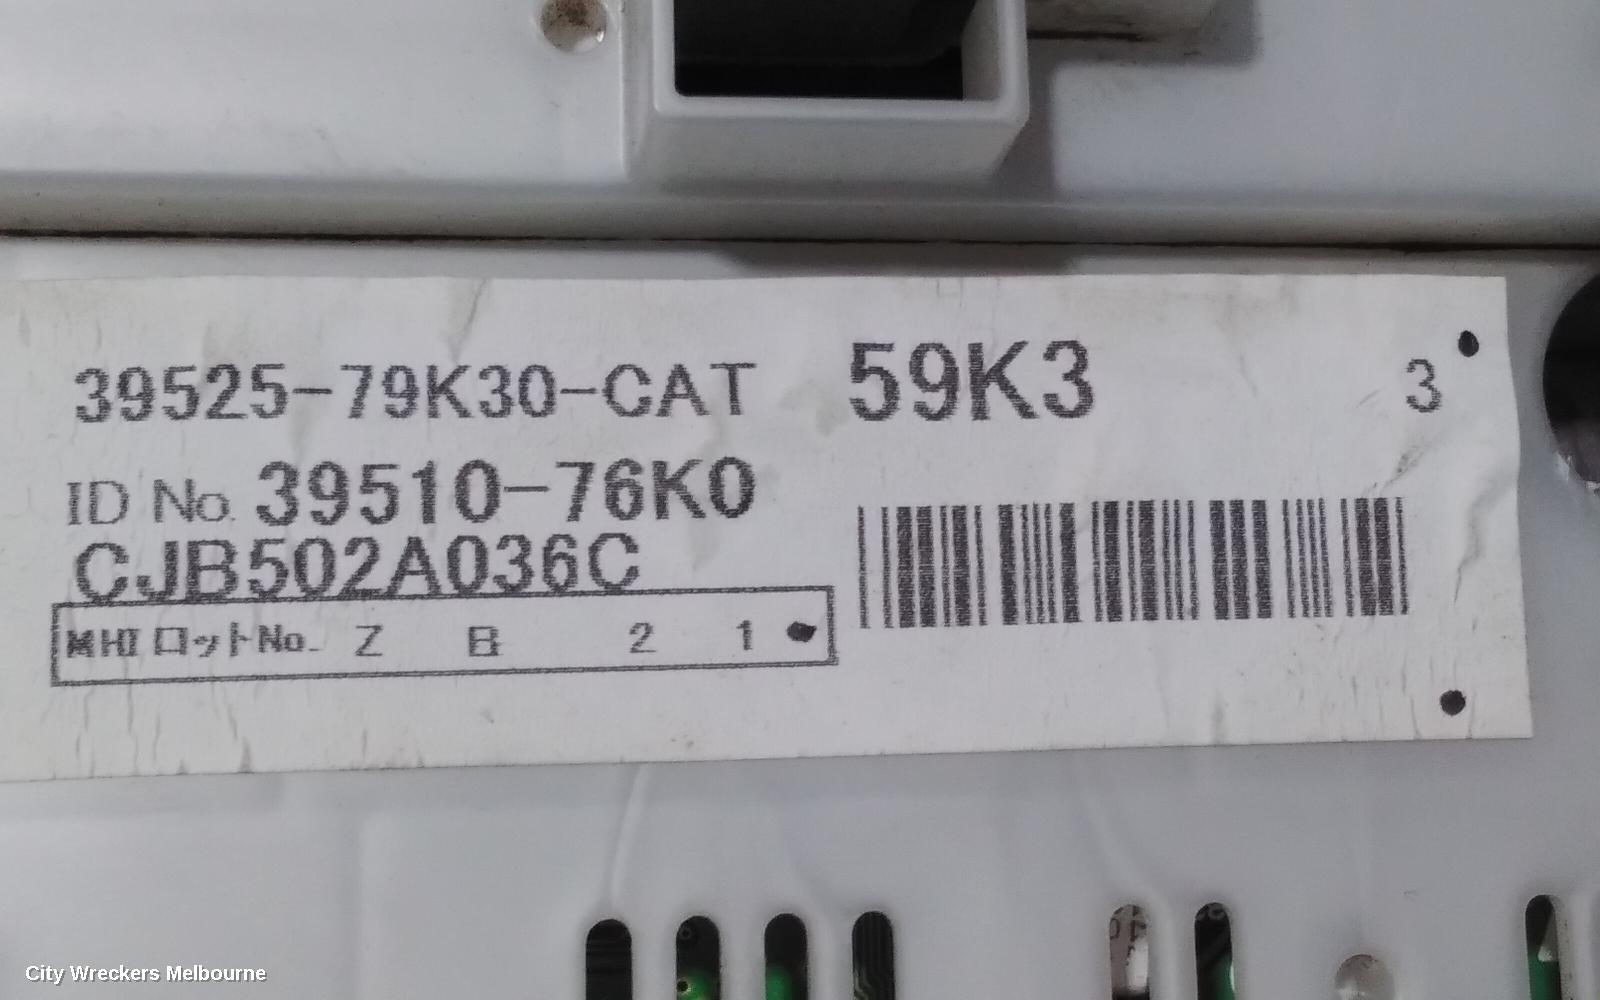 39525-79K30-CAT 59K3 3
ID No. 39510-76K0
CJB502A036C
MHI ロットNo. Z B 2 1
City Wreckers Melbourne